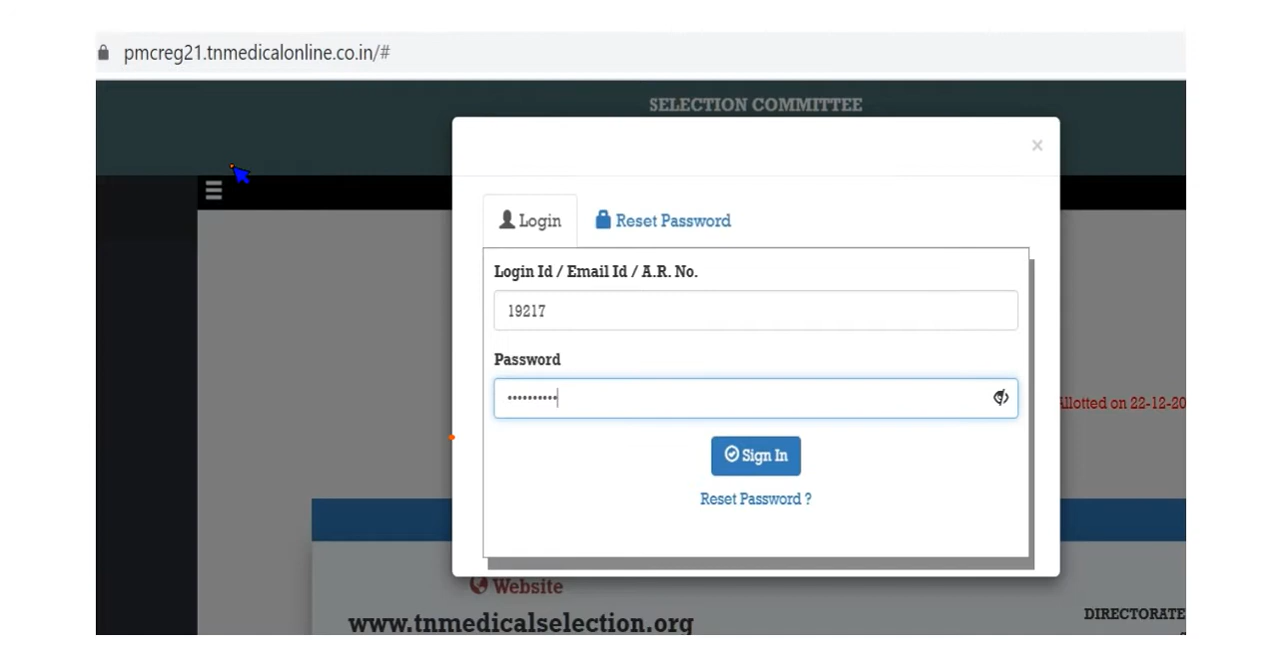 pmcreg21.tnmedicalonline.co.in/#
SELECTION COMMITTEE
×
Login
Reset Password
Login Id / Email Id / A.R. No.
19217
Password
••••••••••
Sign In
Reset Password ?
Allotted on 22-12-20
Website
www.tnmedicalselection.org
DIRECTORATE